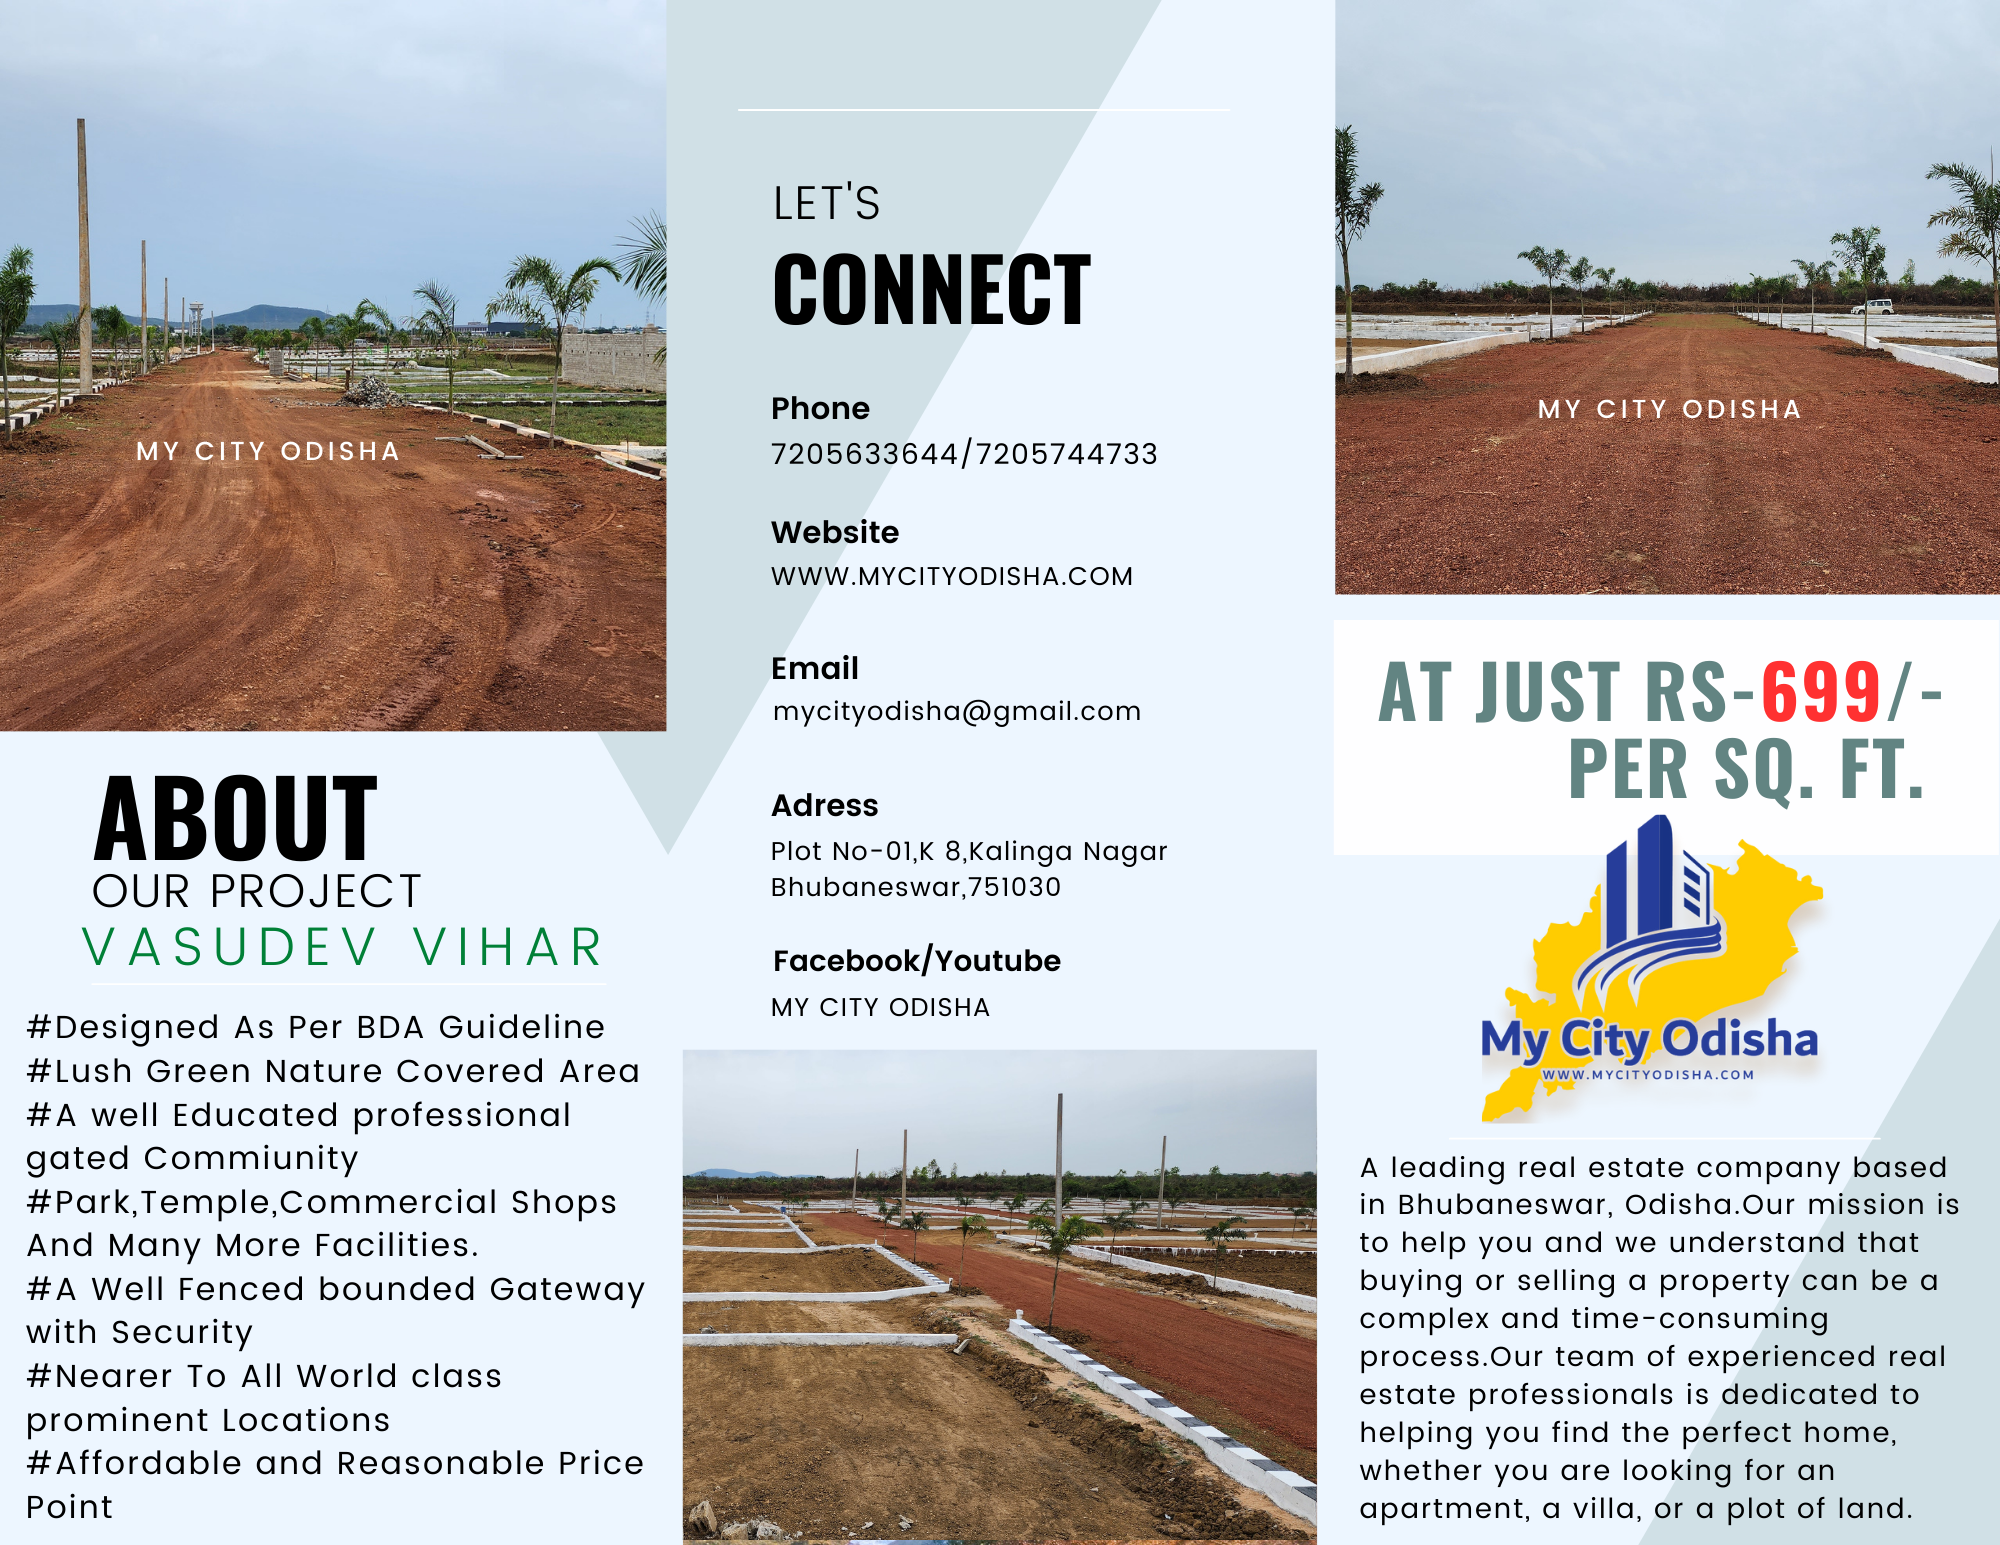 MY CITY ODISHA
ABOUT
OUR PROJECT
VASUDEV VIHAR
#Designed As Per BDA Guideline
#Lush Green Nature Covered Area
#A well Educated professional
gated Commiunity
#Park,Temple,Commercial Shops
And Many More Facilities.
#A Well Fenced bounded Gateway
with Security
#Nearer To All World class
prominent Locations
#Affordable and Reasonable Price
Point
LET'S
CONNECT
Phone
7205633644/7205744733
Website
WWW.MYCITYODISHA.COM
Email
mycityodisha@gmail.com
Adress
Plot No-01,K 8,Kalinga Nagar
Bhubaneswar,751030
Facebook/Youtube
MY CITY ODISHA
MY CITY ODISHA
AT JUST RS-699/-
PER SQ. FT.
My City Odisha
WWW.MYCITYODISHA.COM
A leading real estate company based
in Bhubaneswar, Odisha.Our mission is
to help you and we understand that
buying or selling a property can be a
complex and time-consuming
process.Our team of experienced real
estate professionals is dedicated to
helping you find the perfect home,
whether you are looking for an
apartment, a villa, or a plot of land.